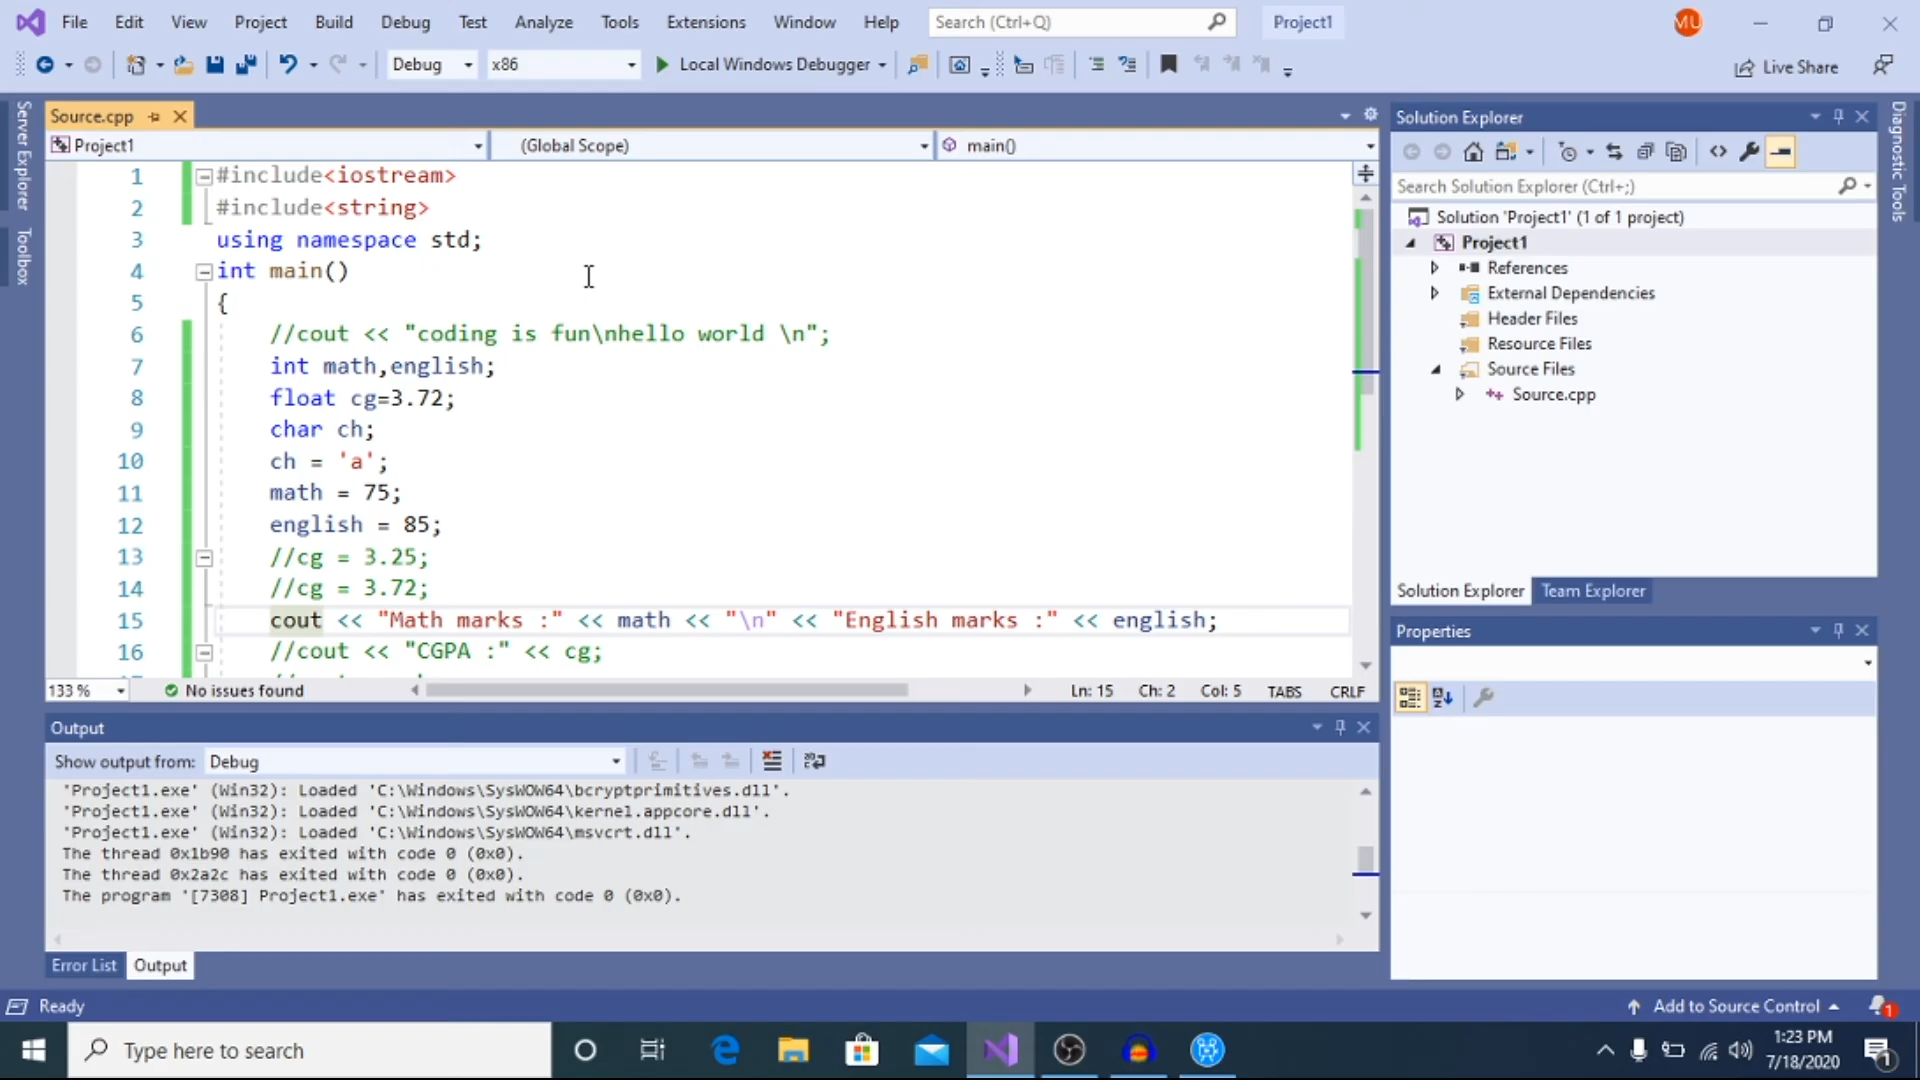 File Edit View Project Build Debug Test Analyze Tools Extensions Window Help Search (Ctrl+Q) Project1 MU
Debug x86 Local Windows Debugger Live Share
Server Explorer
Toolbox
Source.cpp
Project1 (Global Scope) main()
1 #include<iostream>
2 #include<string>
3 using namespace std;
4 int main()
5 {
6 //cout << "coding is fun\nhello world \n";
7 int math,english;
8 float cg=3.72;
9 char ch;
10 ch = 'a';
11 math = 75;
12 english = 85;
13 //cg = 3.25;
14 //cg = 3.72;
15 cout << "Math marks :" << math << "\n" << "English marks :" << english;
16 //cout << "CGPA :" << cg;
133 % No issues found Ln: 15 Ch: 2 Col: 5 TABS CRLF
Output
Show output from: Debug
'Project1.exe' (Win32): Loaded 'C:\Windows\SysWOW64\bcryptprimitives.dll'.
'Project1.exe' (Win32): Loaded 'C:\Windows\SysWOW64\kernel.appcore.dll'.
'Project1.exe' (Win32): Loaded 'C:\Windows\SysWOW64\msvcrt.dll'.
The thread 0x1b90 has exited with code 0 (0x0).
The thread 0x2a2c has exited with code 0 (0x0).
The program '[7308] Project1.exe' has exited with code 0 (0x0).
Error List Output
Solution Explorer
Search Solution Explorer (Ctrl+;)
Solution 'Project1' (1 of 1 project)
Project1
References
External Dependencies
Header Files
Resource Files
Source Files
Source.cpp
Solution Explorer Team Explorer
Properties
Diagnostic Tools
Ready Add to Source Control 1
Type here to search
1:23 PM
7/18/2020
1